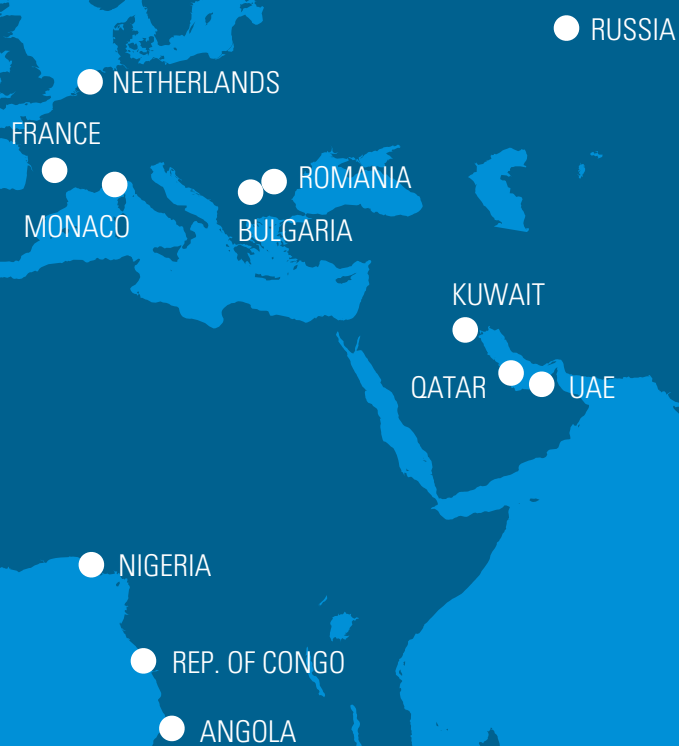 RUSSIA
NETHERLANDS
FRANCE
ROMANIA
MONACO
BULGARIA
KUWAIT
QATAR
UAE
NIGERIA
REP. OF CONGO
ANGOLA